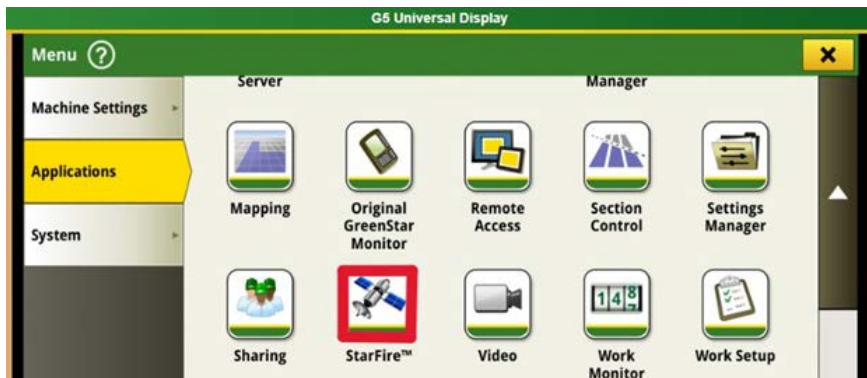 G5 Universal Display
Menu ?
Machine Settings
Applications
System
Server
Manager
Mapping
Original
GreenStar
Monitor
Remote
Access
Section
Control
Settings
Manager
148
7
Sharing
StarFire™
Video
Work
Monitor
Work Setup